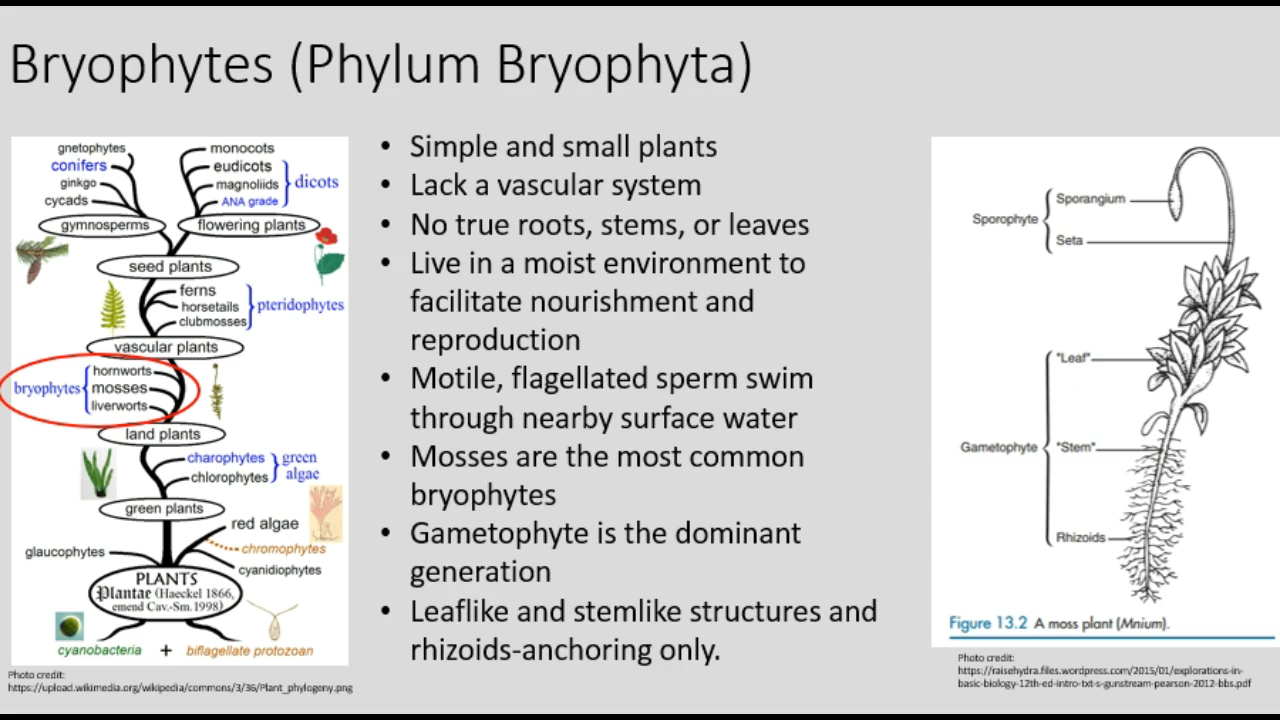 Bryophytes (Phylum Bryophyta)
gnetophytes
conifers
ginkgo
cycads
gymnosperms
monocots
eudicots
magnoliids
ANA grade
dicots
flowering plants
seed plants
ferns
horsetails
clubmosses
pteridophytes
vascular plants
bryophytes
hornworts
mosses
liverworts
land plants
charophytes
chlorophytes
green
algae
green plants
red algae
glaucophytes
chromophytes
cyanidiophytes
PLANTS
Plantae (Haeckel 1866,
emend Cav.-Sm. 1998)
cyanobacteria + biflagellate protozoan
Photo credit:
https://upload.wikimedia.org/wikipedia/commons/3/36/Plant_phylogeny.png
• Simple and small plants
• Lack a vascular system
• No true roots, stems, or leaves
• Live in a moist environment to
facilitate nourishment and
reproduction
• Motile, flagellated sperm swim
through nearby surface water
• Mosses are the most common
bryophytes
• Gametophyte is the dominant
generation
• Leaflike and stemlike structures and
rhizoids-anchoring only.
Sporophyte
Sporangium
Seta
Gametophyte
"Leaf"
"Stem"
Rhizoids
Figure 13.2 A moss plant (Mnium).
Photo credit:
https://raisehydra.files.wordpress.com/2015/01/explorations-in-
basic-biology-12th-ed-intro-txt-s-gunstream-pearson-2012-bbs.pdf